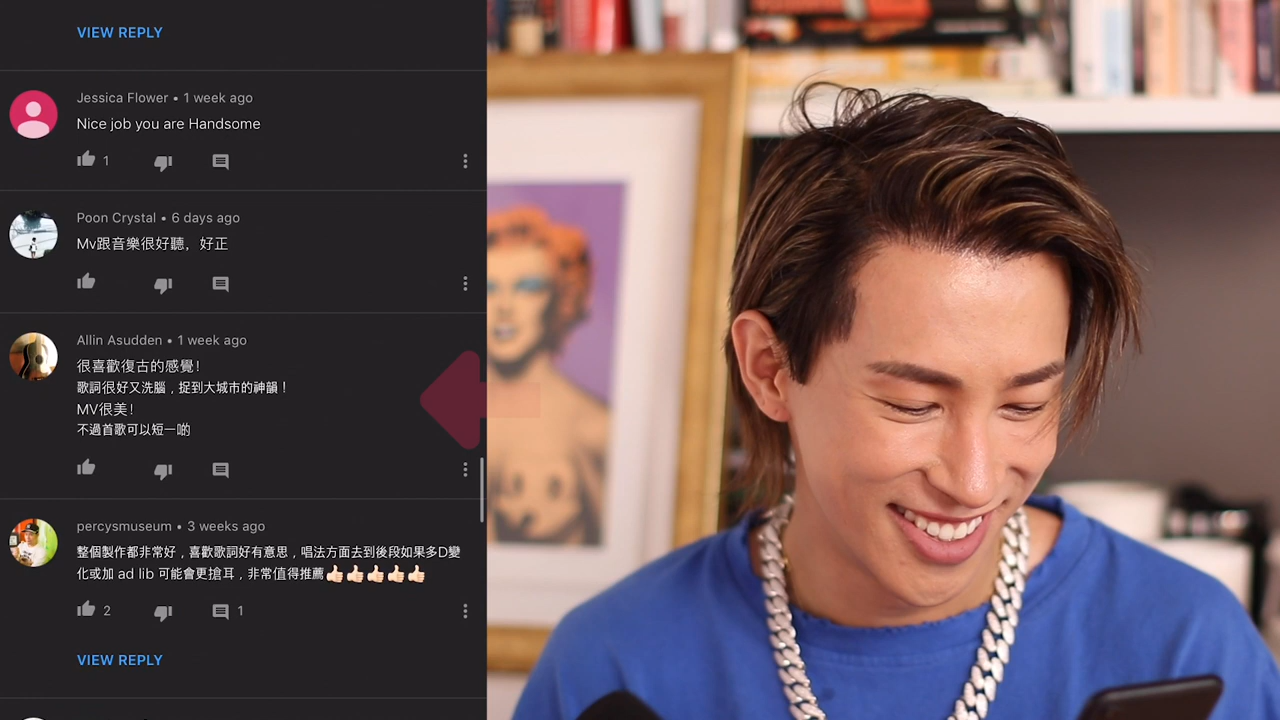 VIEW REPLY
Jessica Flower • 1 week ago
Nice job you are Handsome
1
Poon Crystal • 6 days ago
Mv跟音樂很好聽，好正
Allin Asudden • 1 week ago
很喜歡復古的感覺！
歌詞很好又洗腦，捉到大城市的神韻！
MV很美！
不過首歌可以短一啲
percysmuseum • 3 weeks ago
整個製作都非常好，喜歡歌詞好有意思，唱法方面去到後段如果多D變
化或加 ad lib 可能會更搶耳，非常值得推薦👍🏻👍🏻👍🏻👍🏻👍🏻
2
1
VIEW REPLY